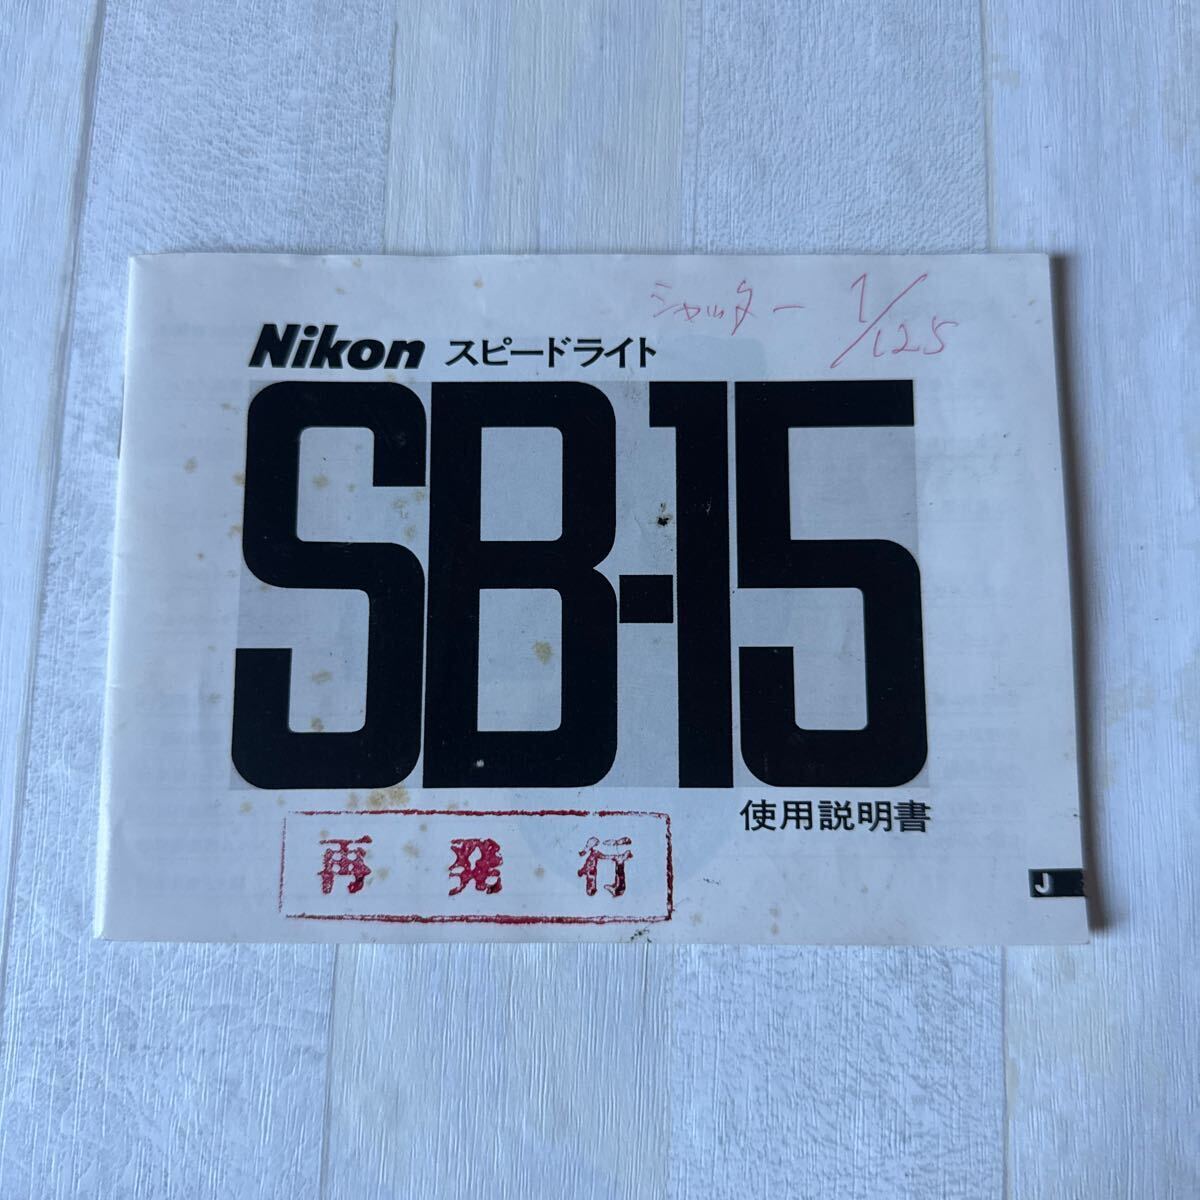 シャッター 1/125
Nikon スピードライト
SB-15
使用説明書
再発行
J